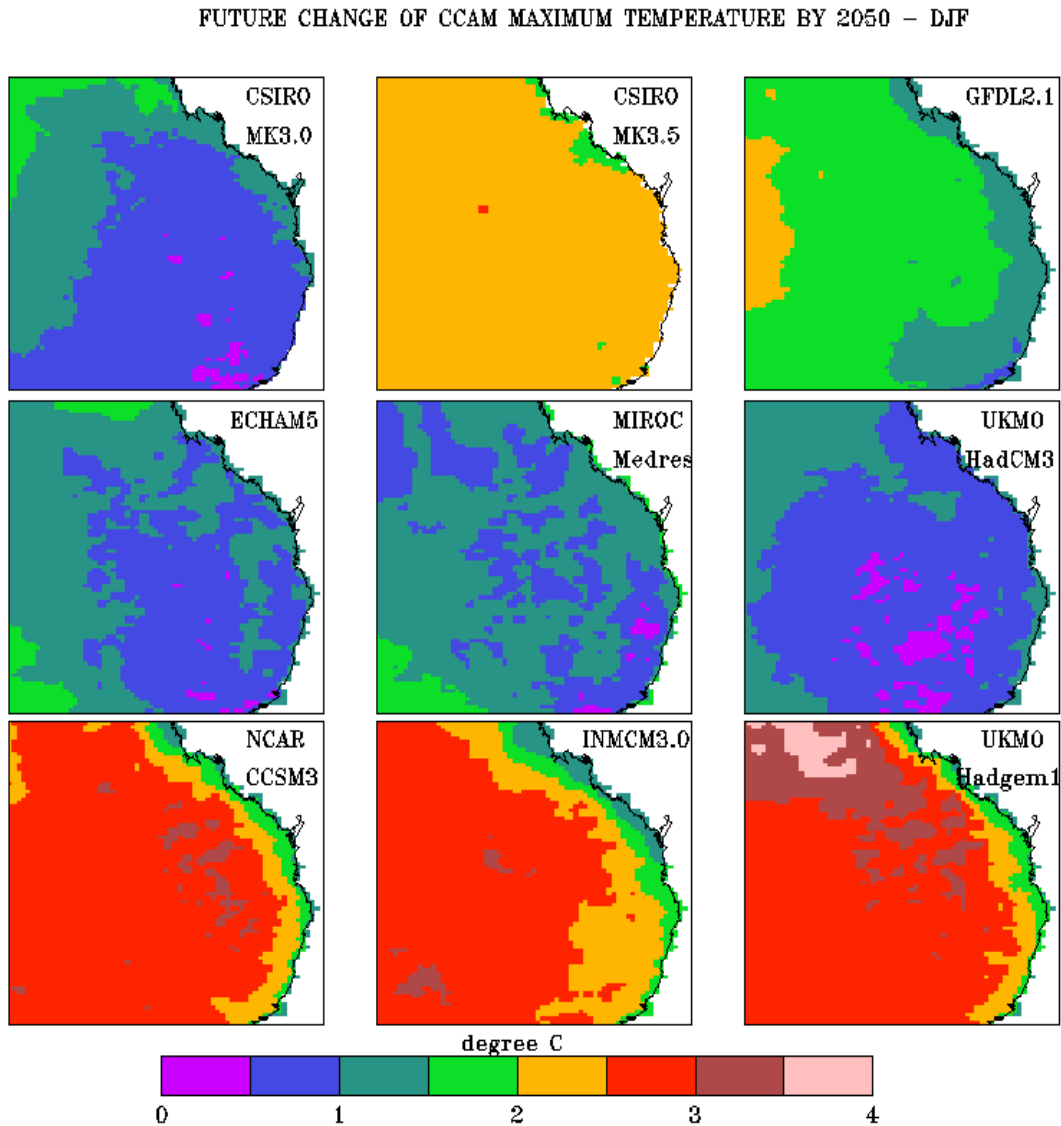 FUTURE CHANGE OF CCAM MAXIMUM TEMPERATURE BY 2050 - DJF
CSIRO
MK3.0
CSIRO
MK3.5
GFDL2.1
ECHAM5
MIROC
Medres
UKMO
HadCM3
NCAR
CCSM3
INMCM3.0
UKMO
Hadgem1
degree C
0 1 2 3 4